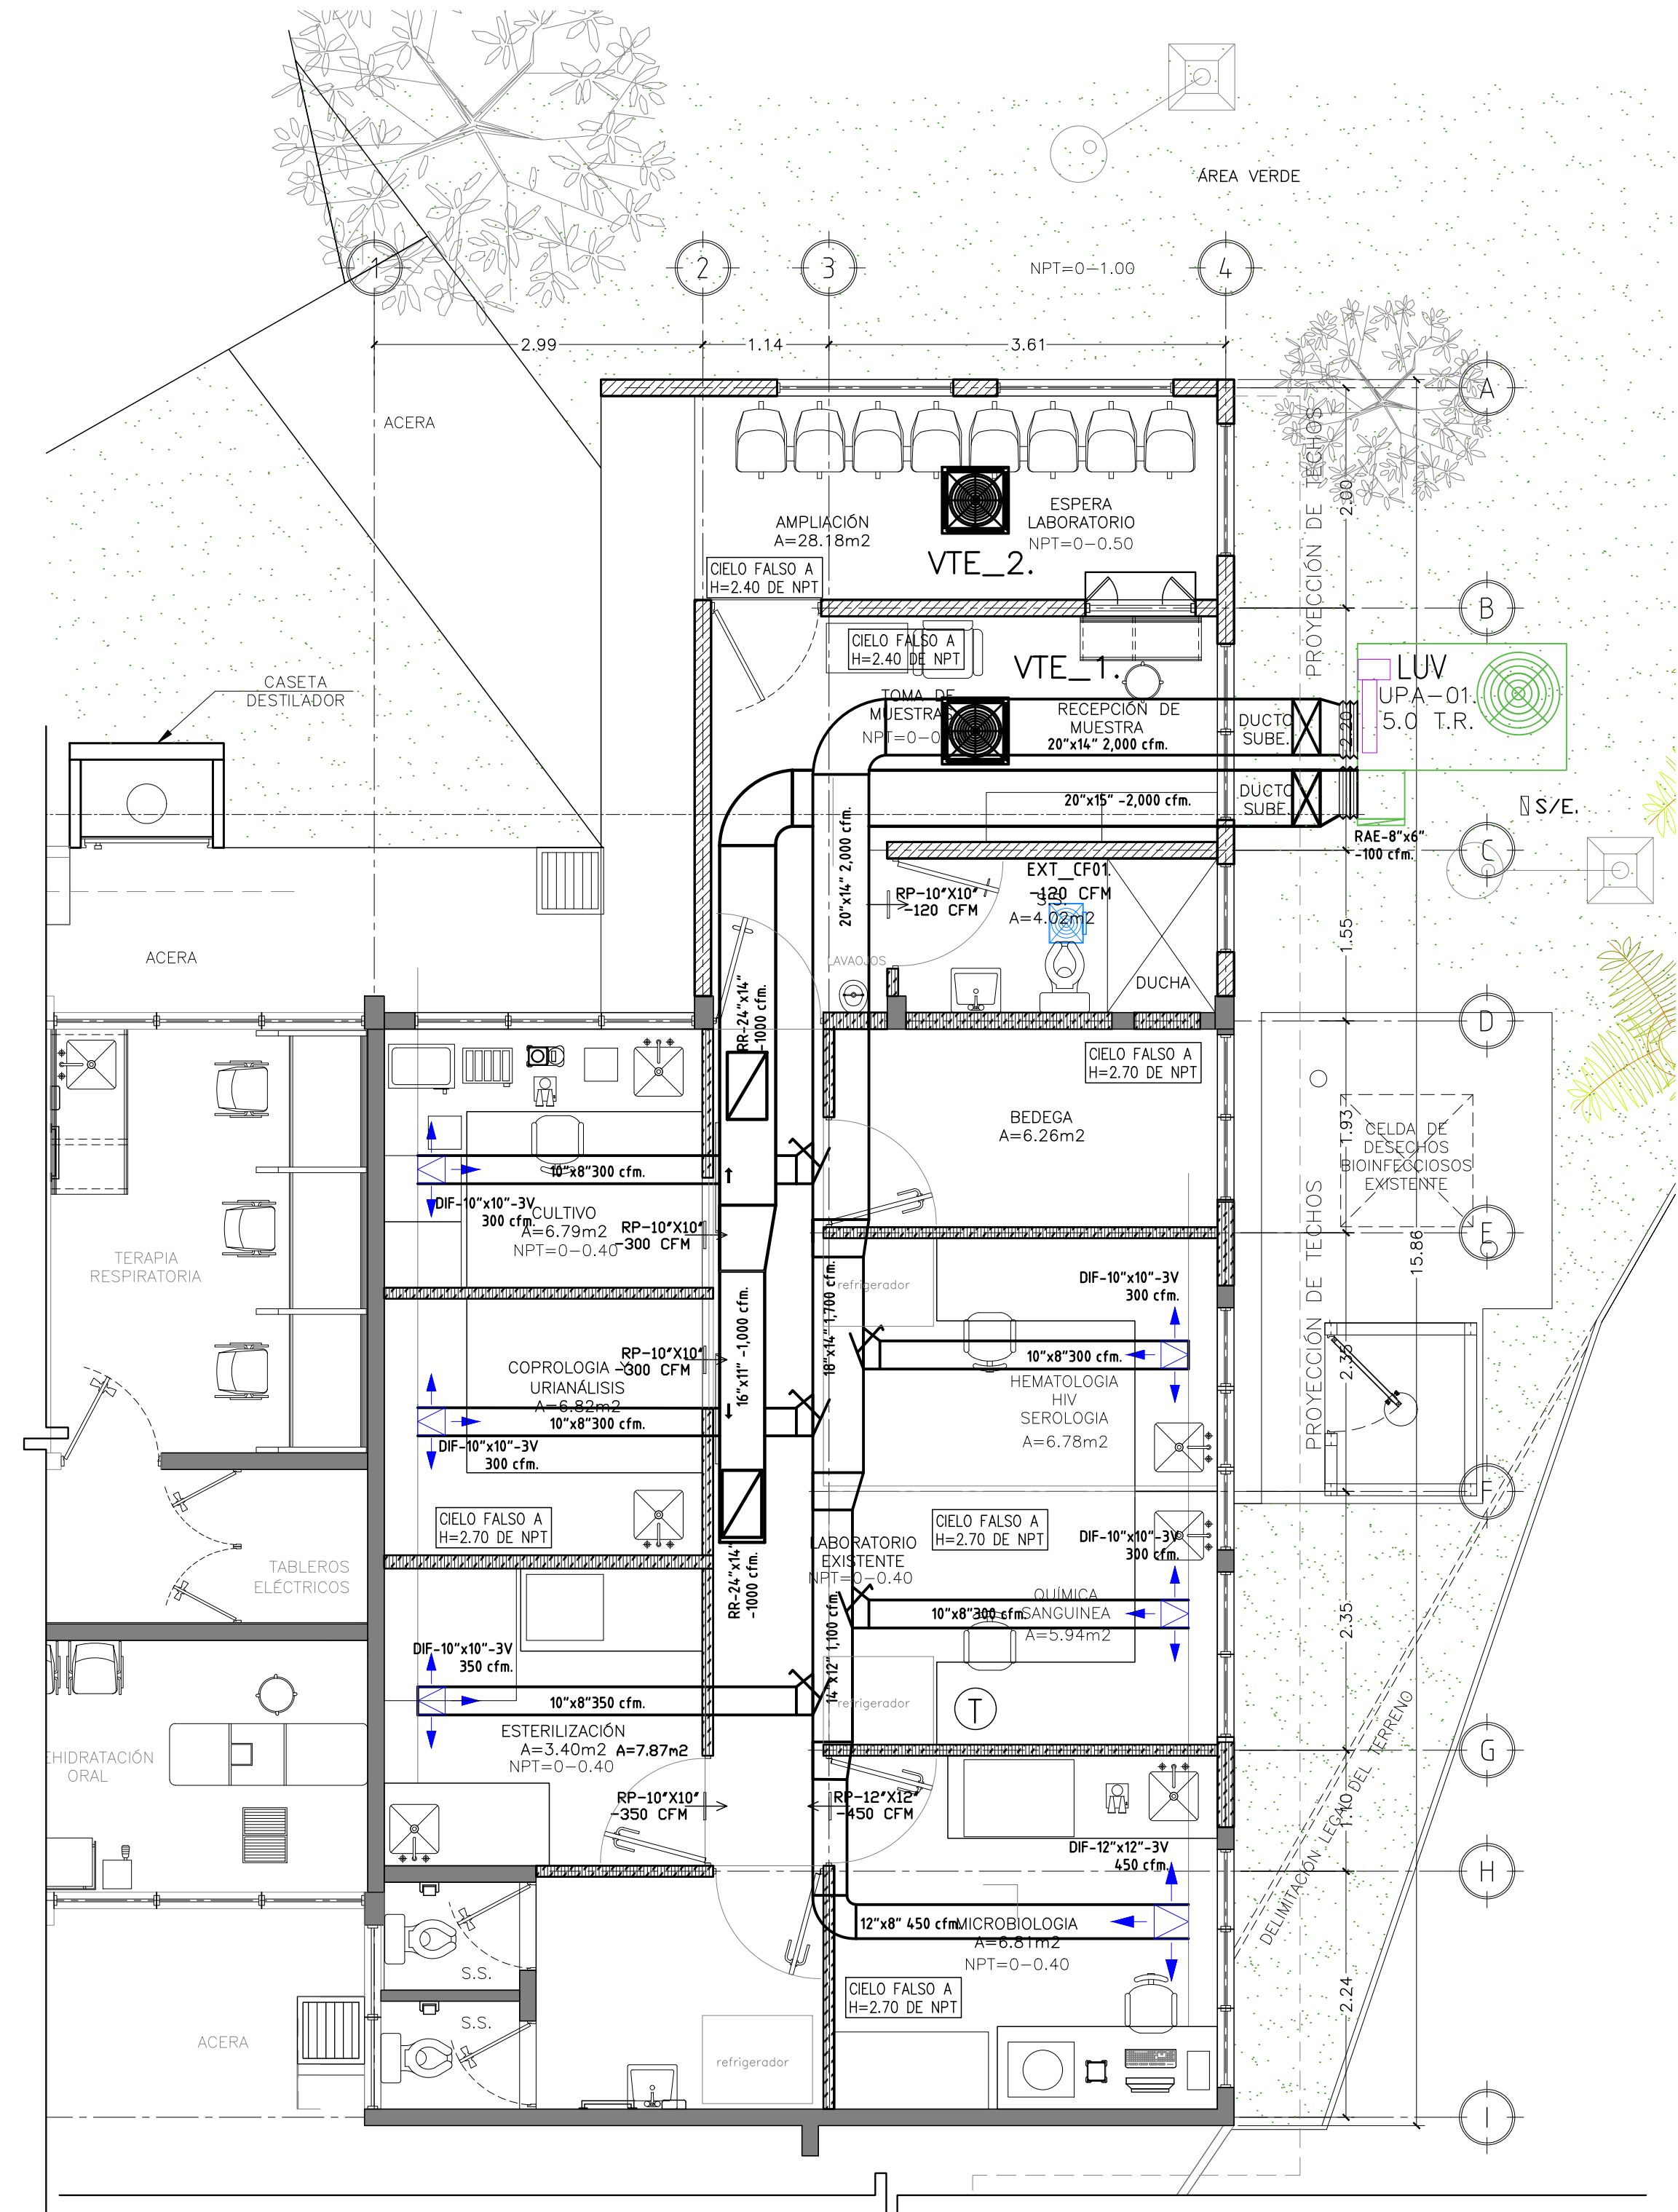 ÁREA VERDE
1
2
3
4
NPT=0-1.00
2.99
1.14
3.61
A
ACERA
PROYECCIÓN DE TECHOS
2.00
AMPLIACIÓN
A=28.18m2
ESPERA
LABORATORIO
NPT=0-0.50
VTE_2.
CIELO FALSO A
H=2.40 DE NPT
B
CIELO FALSO A
H=2.40 DE NPT
VTE_1.
LUV
UPA-01.
5.0 T.R.
CASETA
DESTILADOR
TOMA DE
MUESTRAS
NPT=0-0
RECEPCIÓN DE
MUESTRA
20"x14" 2,000 cfm.
DUCTO
SUBE.
2.20
20"x15" -2,000 cfm.
DUCTO
SUBE.
S/E.
RAE-8"x6"
-100 cfm.
C
20"x14" 2,000 cfm.
EXT_CF01.
-120 CFM
RP-10"X10"
-120 CFM
S.S.
A=4.02m2
1.55
ACERA
LAVAOJOS
DUCHA
RR-24"x14"
-1000 cfm.
D
CIELO FALSO A
H=2.70 DE NPT
BEDEGA
A=6.26m2
1.93
CELDA DE
DESECHOS
BIOINFECCIOSOS
EXISTENTE
10"x8"300 cfm.
DIF-10"x10"-3V
300 cfm.
CULTIVO
A=6.79m2
NPT=0-0.40
RP-10"X10"
-300 CFM
E
TERAPIA
RESPIRATORIA
PROYECCIÓN DE TECHOS
15.86
refrigerador
DIF-10"x10"-3V
300 cfm.
16"x11" -1,000 cfm.
18"x14" 1,700 cfm.
RP-10"X10"
-300 CFM
COPROLOGIA Y
URIANÁLISIS
A=6.82m2
10"x8"300 cfm.
10"x8"300 cfm.
2.35
HEMATOLOGIA
HIV
SEROLOGIA
A=6.78m2
DIF-10"x10"-3V
300 cfm.
F
CIELO FALSO A
H=2.70 DE NPT
CIELO FALSO A
H=2.70 DE NPT
DIF-10"x10"-3V
300 cfm.
LABORATORIO
EXISTENTE
NPT=0-0.40
TABLEROS
ELÉCTRICOS
RR-24"x14"
-1000 cfm.
QUÍMICA
SANGUINEA
A=5.94m2
10"x8"300 cfm.
2.35
14"x12" 1,100 cfm.
DIF-10"x10"-3V
350 cfm.
10"x8"350 cfm.
refrigerador
T
ESTERILIZACIÓN
A=3.40m2 A=7.87m2
NPT=0-0.40
G
EHIDRATACIÓN
ORAL
RP-10"X10"
-350 CFM
RP-12"X12"
-450 CFM
1.10
DELIMITACIÓN LEGAL DEL TERRENO
DIF-12"x12"-3V
450 cfm.
H
12"x8" 450 cfm.
MICROBIOLOGIA
A=6.81m2
NPT=0-0.40
S.S.
CIELO FALSO A
H=2.70 DE NPT
2.24
S.S.
ACERA
refrigerador
I